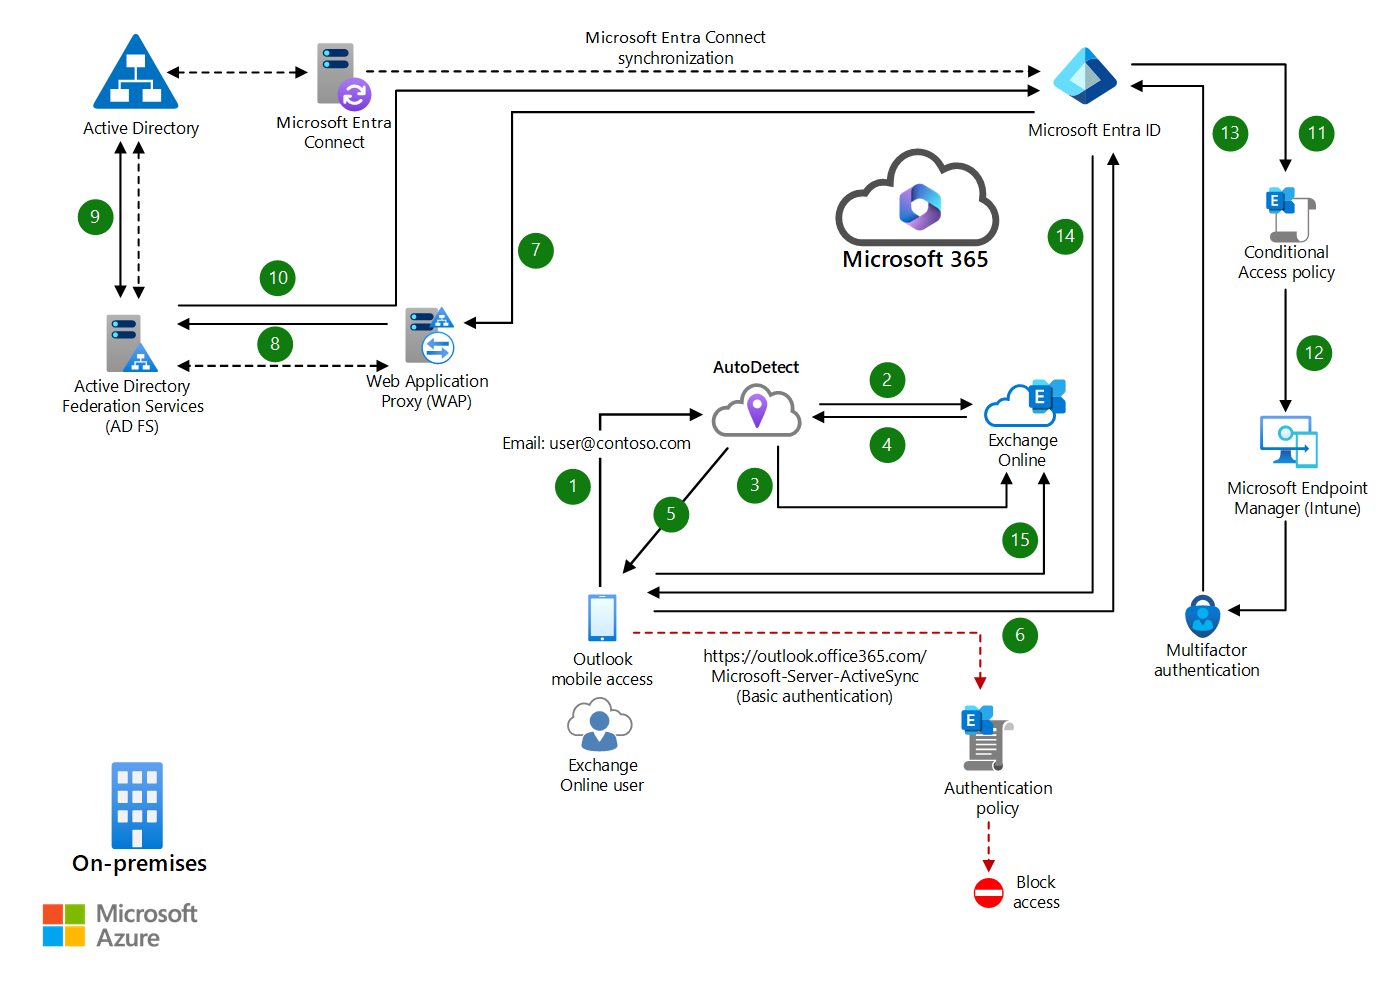 Microsoft Entra Connect
synchronization
Active Directory
Microsoft Entra
Connect
Microsoft Entra ID
13
11
9
7
14
10
Microsoft 365
Conditional
Access policy
8
12
Active Directory
Federation Services
(AD FS)
Web Application
Proxy (WAP)
AutoDetect
2
Email: user@contoso.com
4
Exchange
Online
1
3
5
15
Microsoft Endpoint
Manager (Intune)
6
Outlook
mobile access
https://outlook.office365.com/
Microsoft-Server-ActiveSync
(Basic authentication)
Multifactor
authentication
E
E
E
Exchange
Online user
Authentication
policy
On-premises
Block
access
Microsoft
Azure